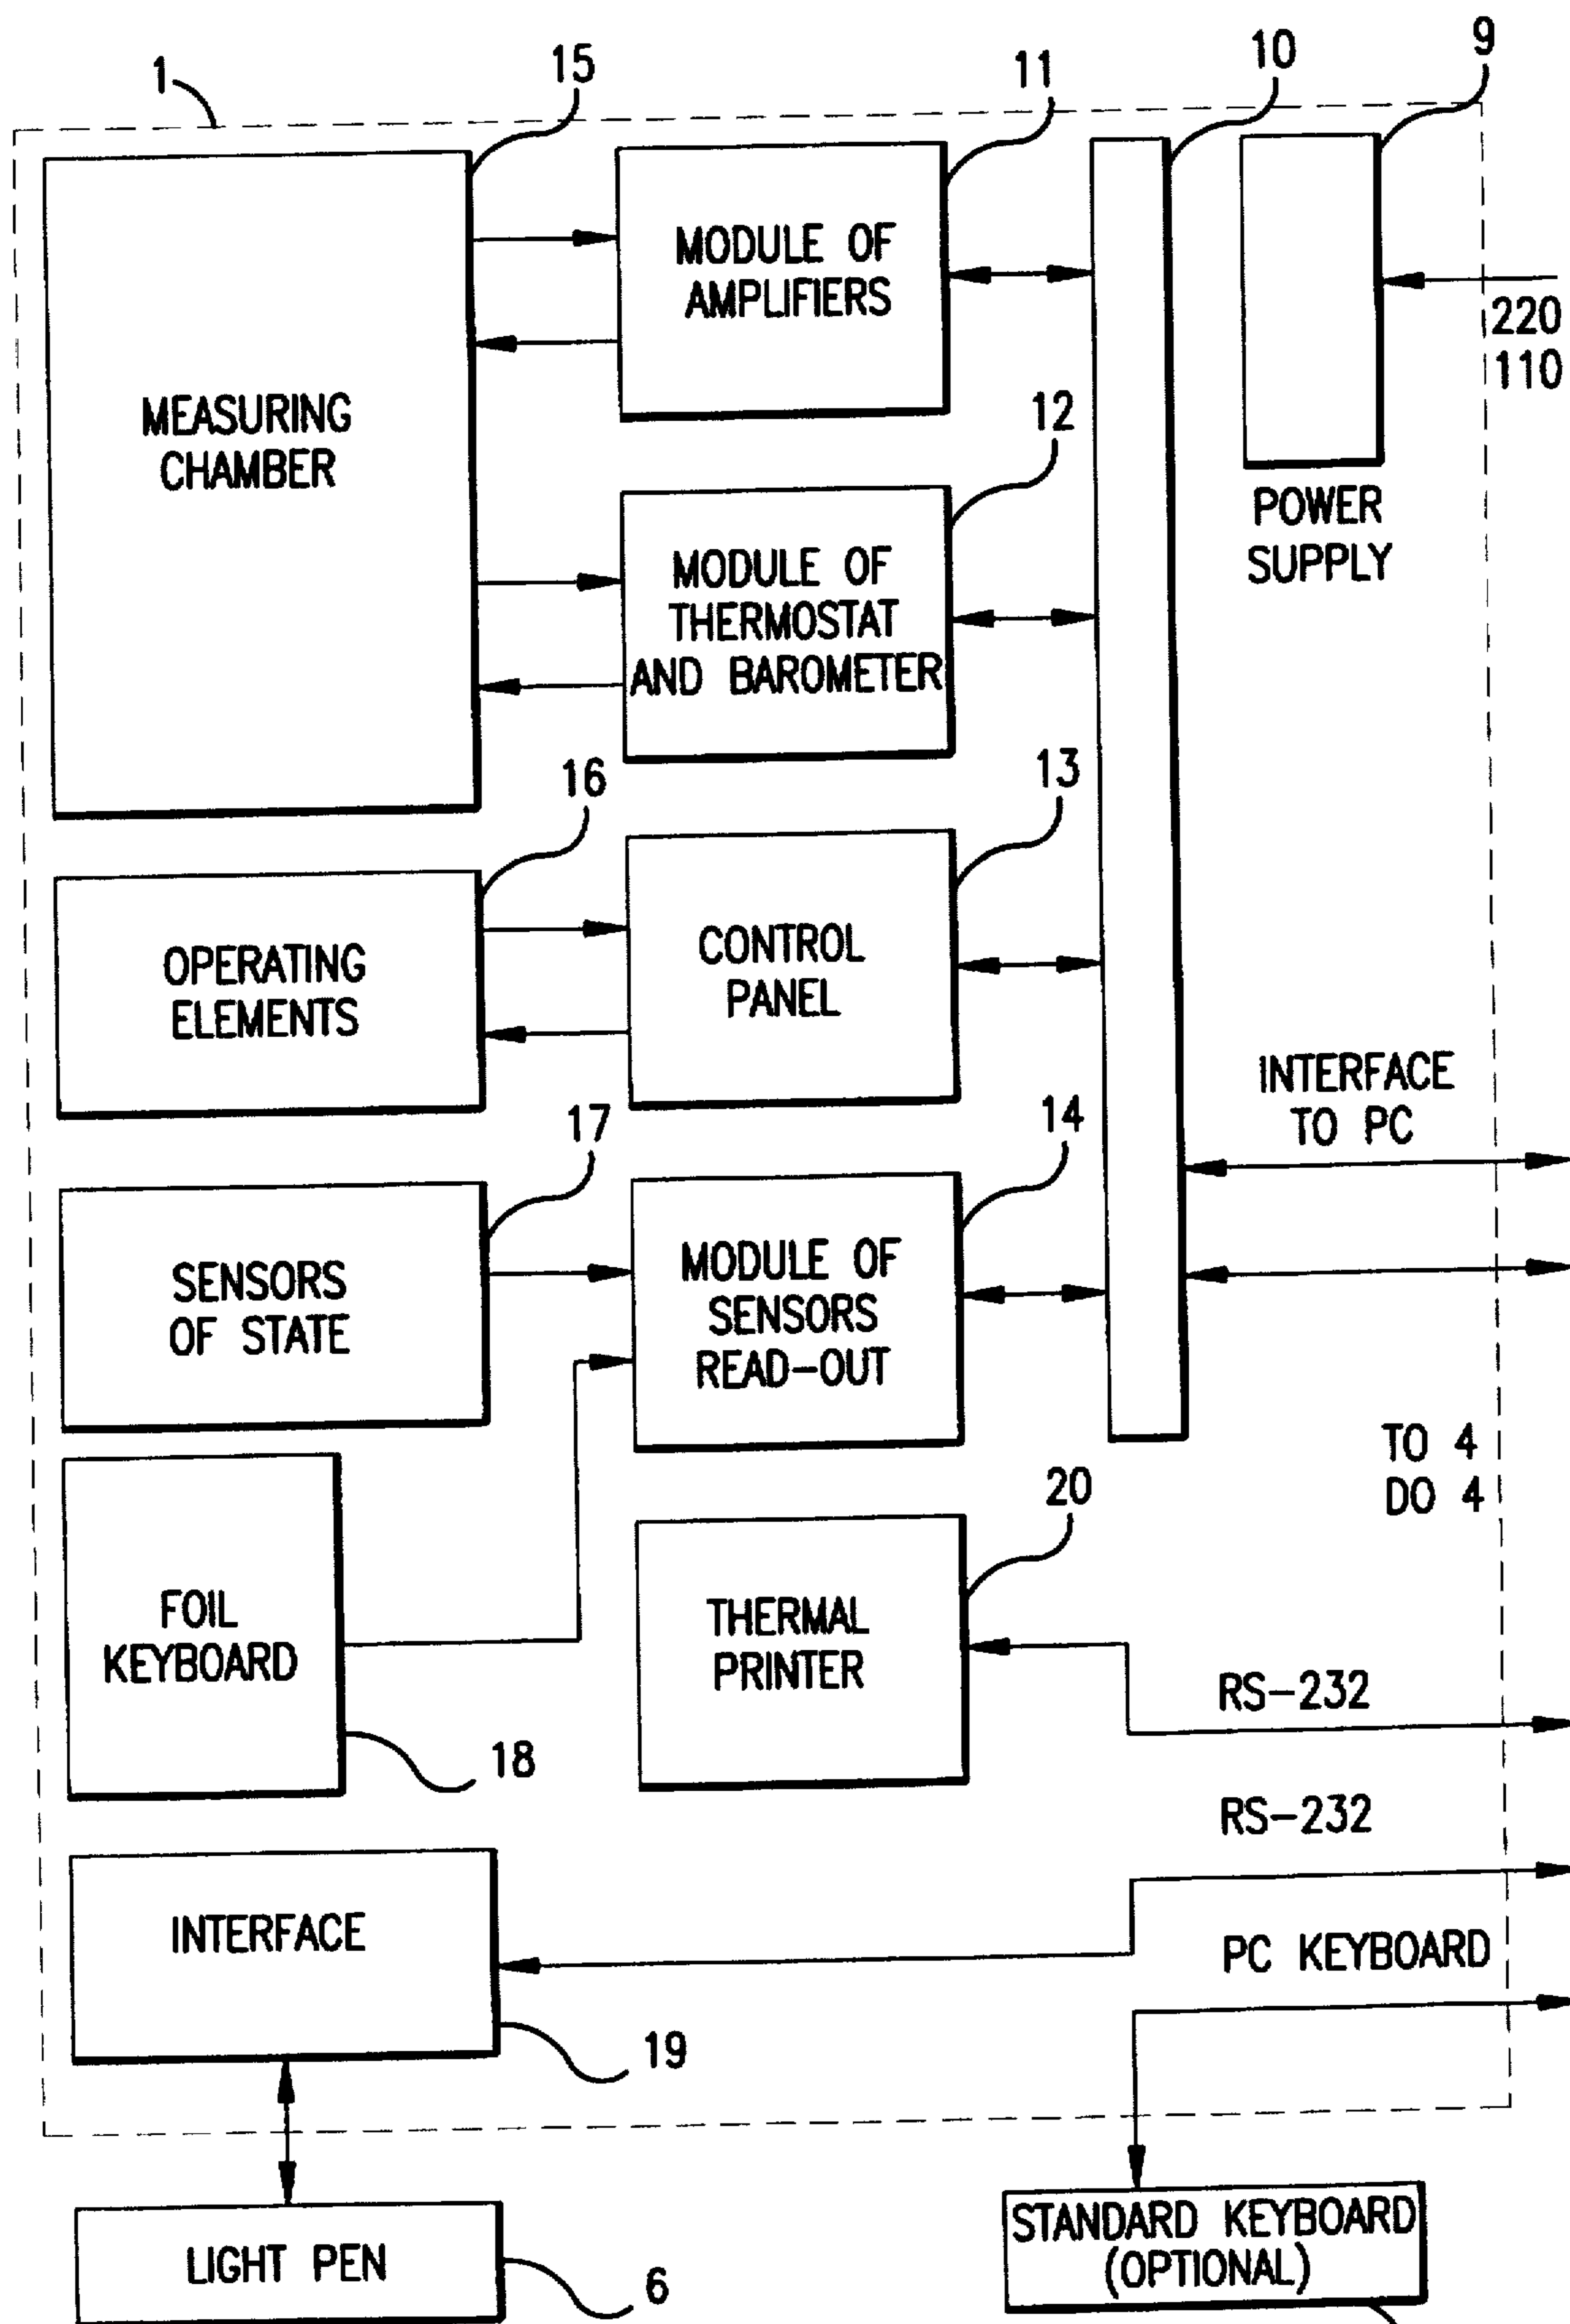 1
15
11
10
9
MEASURING
CHAMBER
MODULE OF
AMPLIFIERS
220
110
12
MODULE OF
THERMOSTAT
AND BAROMETER
POWER
SUPPLY
16
13
OPERATING
ELEMENTS
CONTROL
PANEL
INTERFACE
TO PC
17
14
SENSORS
OF STATE
MODULE OF
SENSORS
READ-OUT
TO 4
DO 4
20
FOIL
KEYBOARD
THERMAL
PRINTER
RS-232
18
RS-232
INTERFACE
PC KEYBOARD
19
LIGHT PEN
6
STANDARD KEYBOARD
(OPTIONAL)